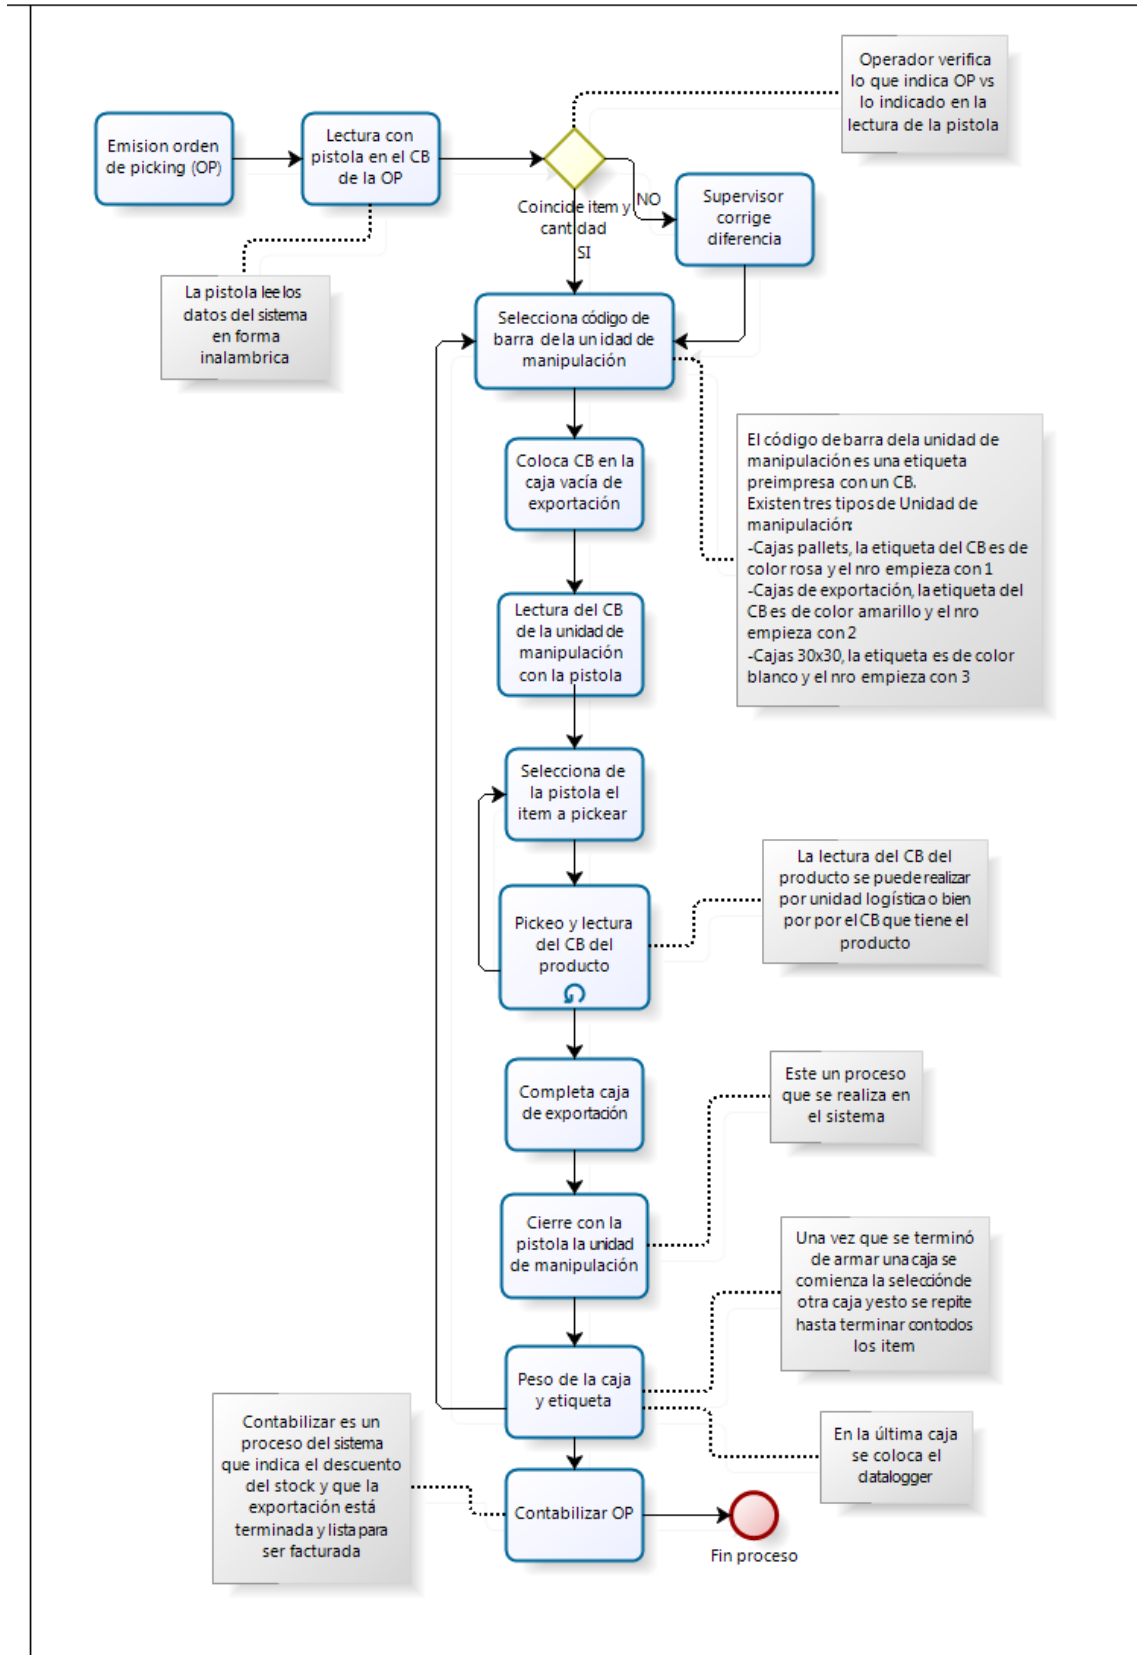 Operador verifica
lo que indica OP vs
lo indicado en la
lectura de la pistola
Emision orden
de picking (OP)
Lectura con
pistola en el CB
de la OP
Coincide item y
cantidad
NO
SI
Supervisor
corrige
diferencia
La pistola lee los
datos del sistema
en forma
inalambrica
Selecciona código de
barra de la unidad de
manipulación
El código de barra dela unidad de
manipulación es una etiqueta
preimpresa con un CB.
Existen tres tipos de Unidad de
manipulación:
-Cajas pallets, la etiqueta del CB es de
color rosa y el nro empieza con 1
-Cajas de exportación, la etiqueta del
CB es de color amarillo y el nro
empieza con 2
-Cajas 30x30, la etiqueta es de color
blanco y el nro empieza con 3
Coloca CB en la
caja vacía de
exportación
Lectura del CB
de la unidad de
manipulación
con la pistola
Selecciona de
la pistola el
item a pickear
Pickeo y lectura
del CB del
producto
La lectura del CB del
producto se puede realizar
por unidad logística o bien
por por el CB que tiene el
producto
Completa caja
de exportación
Este un proceso
que se realiza en
el sistema
Cierre con la
pistola la unidad
de manipulación
Una vez que se terminó
de armar una caja se
comienza la selección de
otra caja y esto se repite
hasta terminar con todos
los item
Peso de la caja
y etiqueta
En la última caja
se coloca el
datalogger
Contabilizar es un
proceso del sistema
que indica el descuento
del stock y que la
exportación está
terminada y lista para
ser facturada
Contabilizar OP
Fin proceso